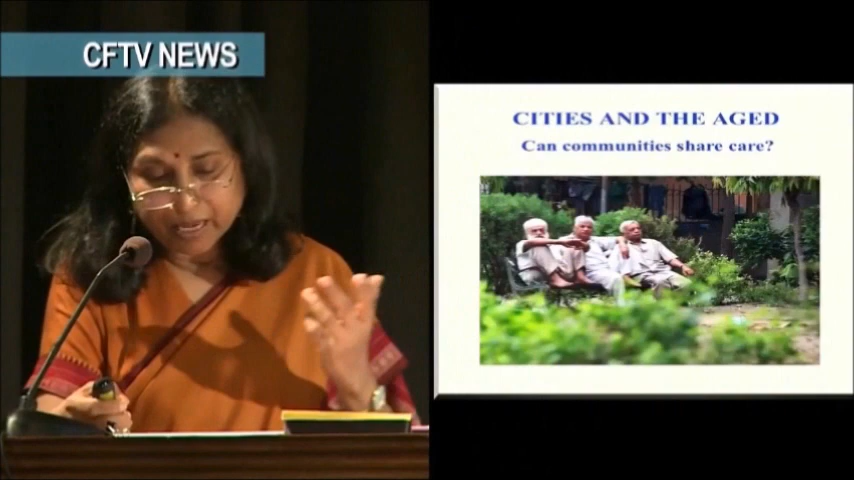 CFTV NEWS
CITIES AND THE AGED
Can communities share care?